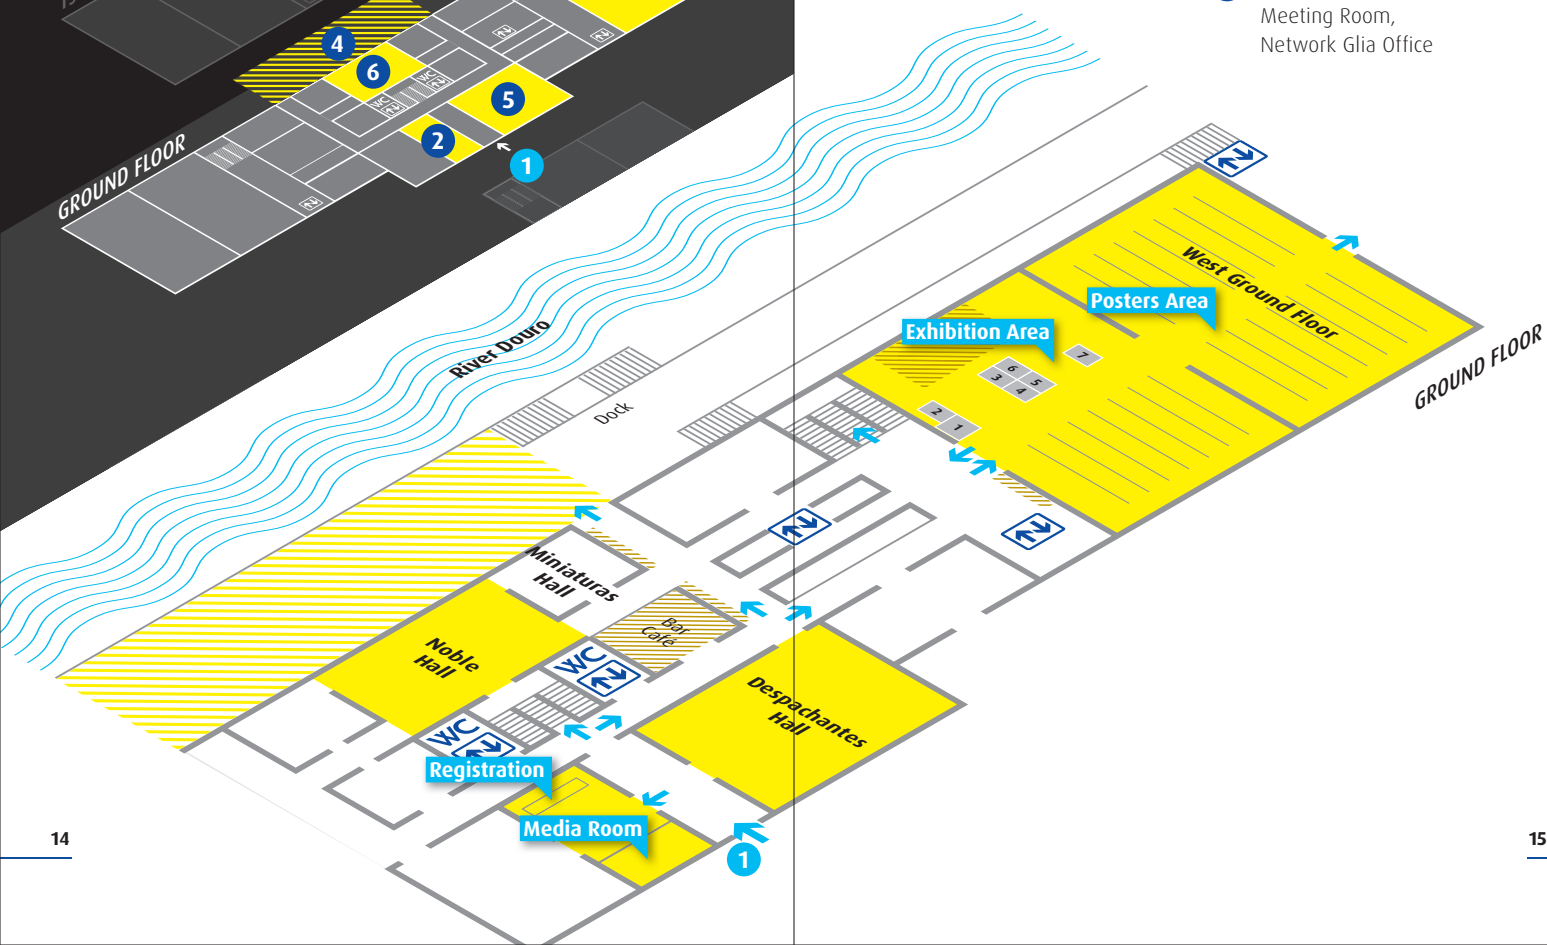 Meeting Room,
Network Glia Office
4
6
WC
WC
5
2
1
GROUND FLOOR
River Douro
Dock
West Ground Floor
Posters Area
Exhibition Area
7
6
5
3
4
2
1
GROUND FLOOR
Miniaturas
Hall
Bar
Café
Noble
Hall
WC
WC
Despachantes
Hall
Registration
Media Room
1
14
15